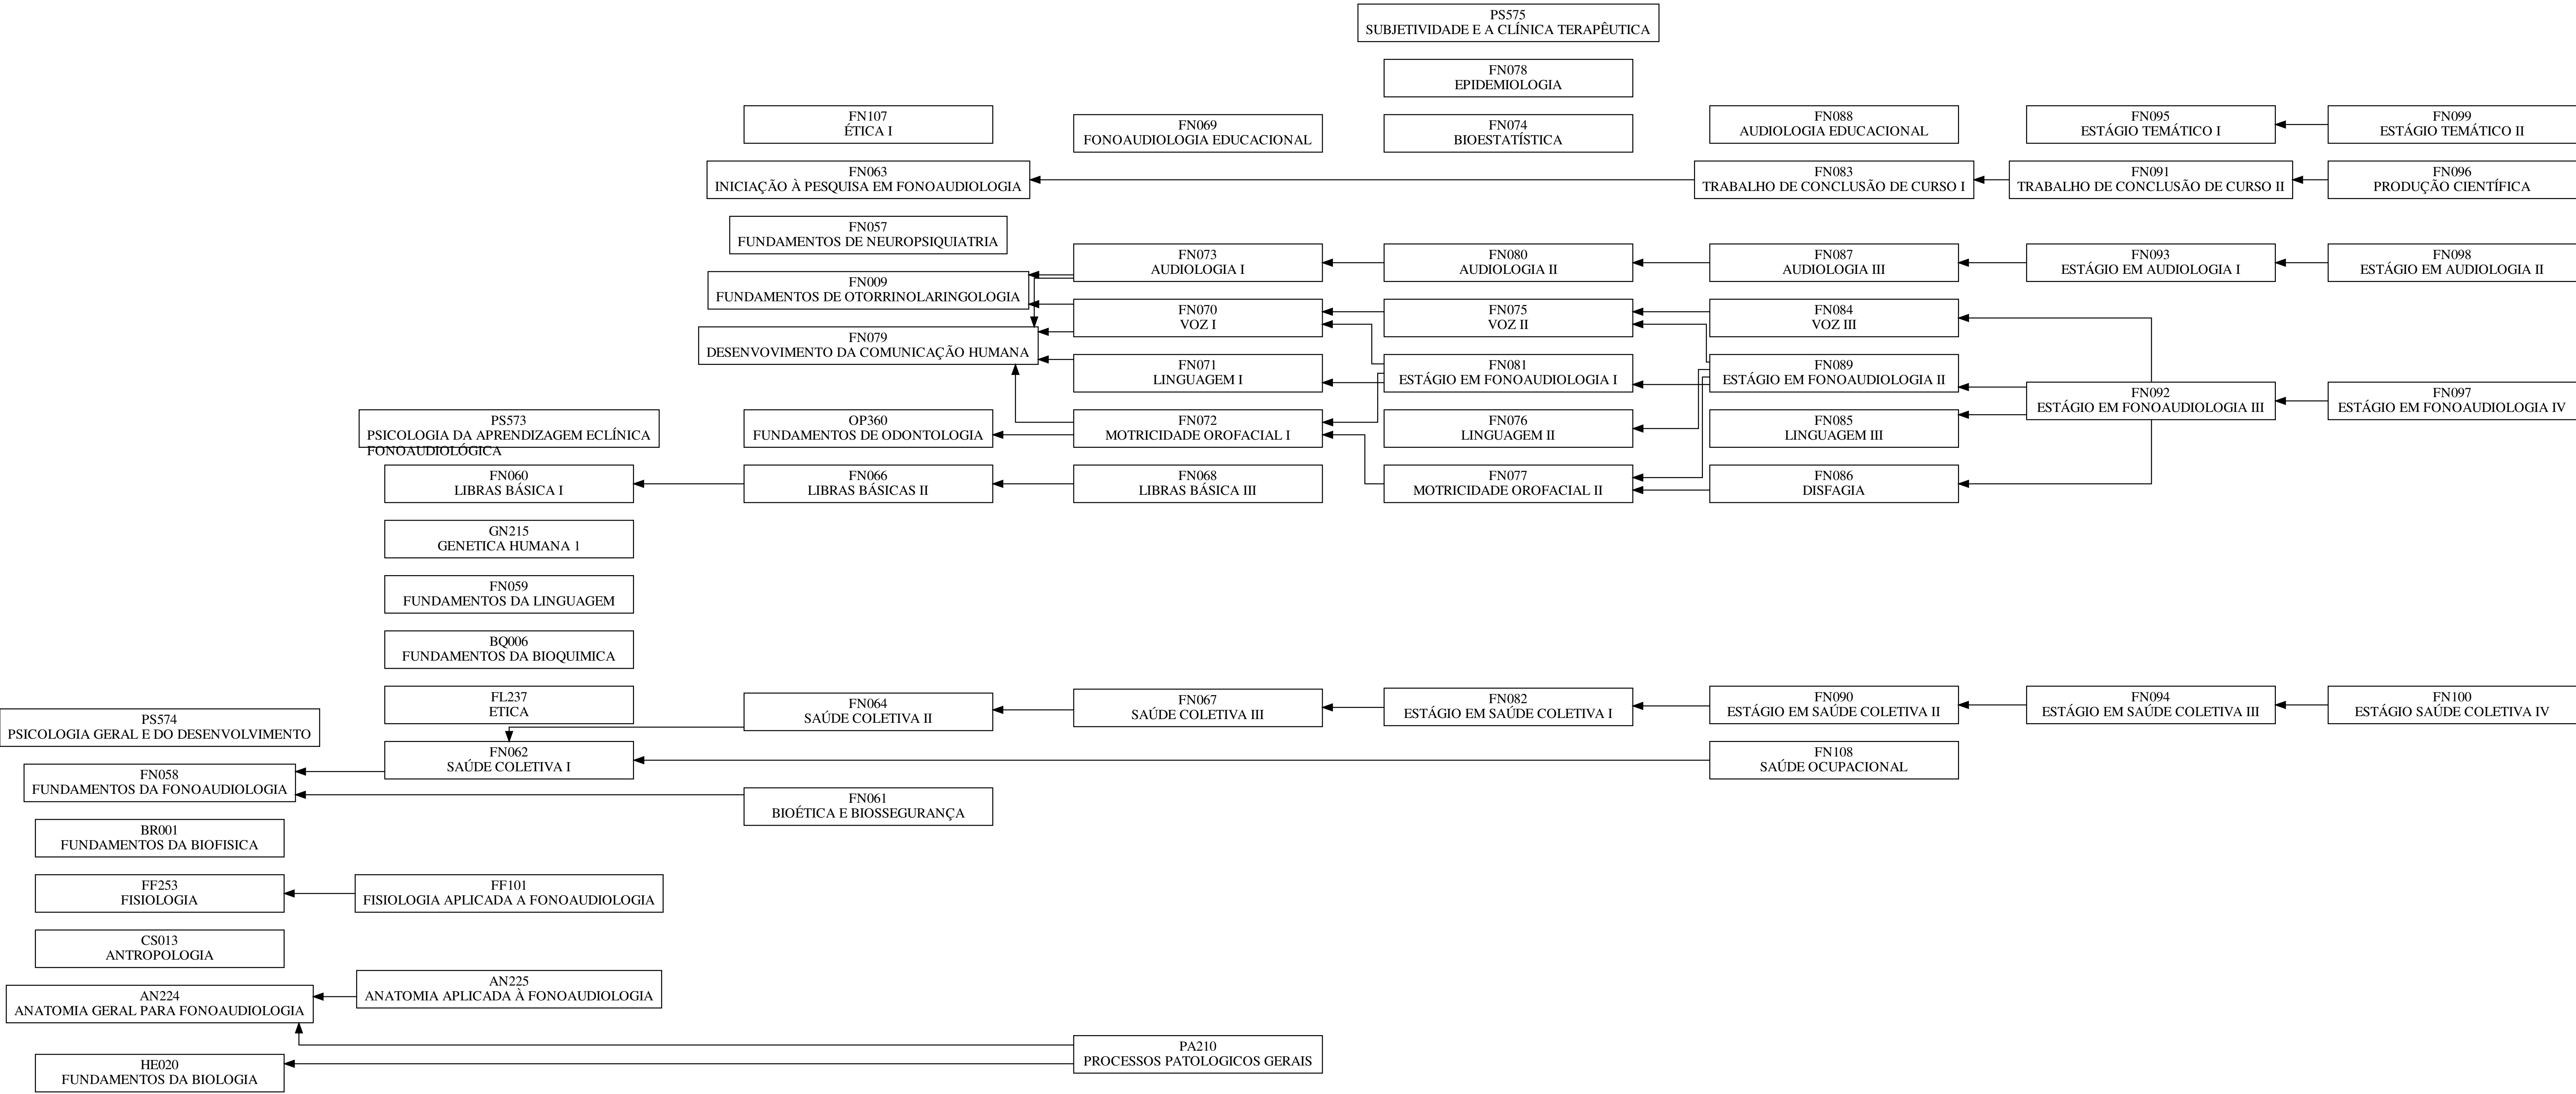 PS575
SUBJETIVIDADE E A CLÍNICA TERAPÊUTICA
FN078
EPIDEMIOLOGIA
FN107
ÉTICA I
FN069
FONOAUDIOLOGIA EDUCACIONAL
FN074
BIOESTATÍSTICA
FN088
AUDIOLOGIA EDUCACIONAL
FN095
ESTÁGIO TEMÁTICO I
FN099
ESTÁGIO TEMÁTICO II
FN063
INICIAÇÃO À PESQUISA EM FONOAUDIOLOGIA
FN083
TRABALHO DE CONCLUSÃO DE CURSO I
FN091
TRABALHO DE CONCLUSÃO DE CURSO II
FN096
PRODUÇÃO CIENTÍFICA
FN057
FUNDAMENTOS DE NEUROPSIQUIATRIA
FN073
AUDIOLOGIA I
FN080
AUDIOLOGIA II
FN087
AUDIOLOGIA III
FN093
ESTÁGIO EM AUDIOLOGIA I
FN098
ESTÁGIO EM AUDIOLOGIA II
FN009
FUNDAMENTOS DE OTORRINOLARINGOLOGIA
FN070
VOZ I
FN075
VOZ II
FN084
VOZ III
FN079
DESENVOVIMENTO DA COMUNICAÇÃO HUMANA
FN071
LINGUAGEM I
FN081
ESTÁGIO EM FONOAUDIOLOGIA I
FN089
ESTÁGIO EM FONOAUDIOLOGIA II
FN092
ESTÁGIO EM FONOAUDIOLOGIA III
FN097
ESTÁGIO EM FONOAUDIOLOGIA IV
PS573
PSICOLOGIA DA APRENDIZAGEM ECLÍNICA
FONOAUDIOLÓGICA
OP360
FUNDAMENTOS DE ODONTOLOGIA
FN072
MOTRICIDADE OROFACIAL I
FN076
LINGUAGEM II
FN085
LINGUAGEM III
FN060
LIBRAS BÁSICA I
FN066
LIBRAS BÁSICAS II
FN068
LIBRAS BÁSICA III
FN077
MOTRICIDADE OROFACIAL II
FN086
DISFAGIA
GN215
GENETICA HUMANA 1
FN059
FUNDAMENTOS DA LINGUAGEM
BQ006
FUNDAMENTOS DA BIOQUIMICA
FL237
ETICA
FN064
SAÚDE COLETIVA II
FN067
SAÚDE COLETIVA III
FN082
ESTÁGIO EM SAÚDE COLETIVA I
FN090
ESTÁGIO EM SAÚDE COLETIVA II
FN094
ESTÁGIO EM SAÚDE COLETIVA III
FN100
ESTÁGIO SAÚDE COLETIVA IV
PS574
PSICOLOGIA GERAL E DO DESENVOLVIMENTO
FN062
SAÚDE COLETIVA I
FN108
SAÚDE OCUPACIONAL
FN058
FUNDAMENTOS DA FONOAUDIOLOGIA
FN061
BIOÉTICA E BIOSSEGURANÇA
BR001
FUNDAMENTOS DA BIOFISICA
FF253
FISIOLOGIA
FF101
FISIOLOGIA APLICADA A FONOAUDIOLOGIA
CS013
ANTROPOLOGIA
AN225
ANATOMIA APLICADA À FONOAUDIOLOGIA
AN224
ANATOMIA GERAL PARA FONOAUDIOLOGIA
PA210
PROCESSOS PATOLOGICOS GERAIS
HE020
FUNDAMENTOS DA BIOLOGIA